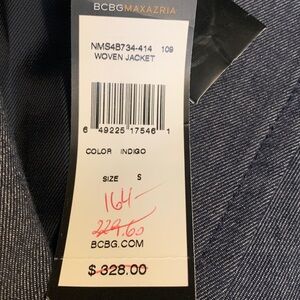 BCBGMAXAZRIA
NMS4B734-414 109
WOVEN JACKET
6 49225 17546 1
COLOR INDIGO
SIZE S
164-
229.60
BCBG.COM
$ 328.00